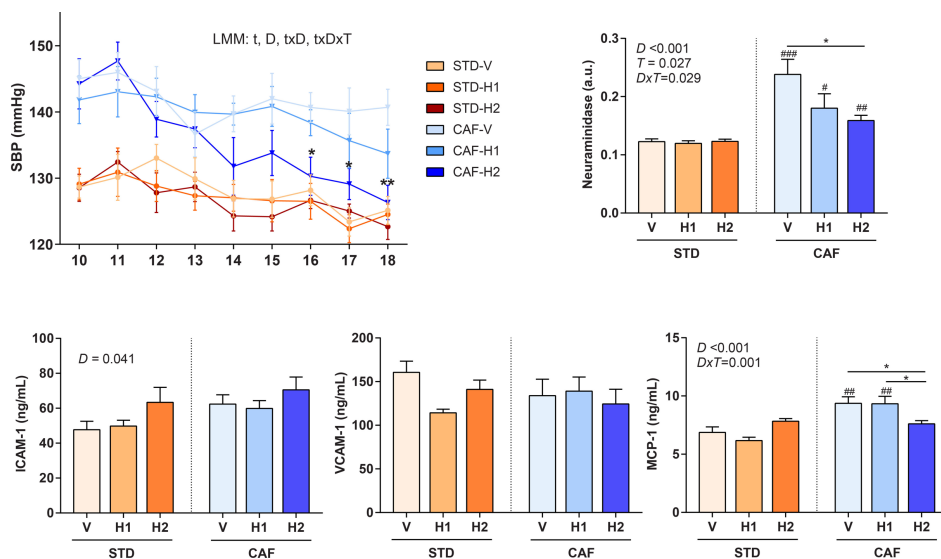 LMM: t, D, txD, txDxT
SBP (mmHg)
150
140
130
120
10 11 12 13 14 15 16 17 18
*
*
**
STD-V
STD-H1
STD-H2
CAF-V
CAF-H1
CAF-H2
Neuraminidase (a.u.)
0.3
0.2
0.1
0.0
D <0.001
T = 0.027
DxT=0.029
*
###
#
##
V H1 H2 V H1 H2
STD CAF
ICAM-1 (ng/mL)
100
80
60
40
20
0
D = 0.041
V H1 H2 V H1 H2
STD CAF
VCAM-1 (ng/mL)
200
150
100
50
0
V H1 H2 V H1 H2
STD CAF
MCP-1 (ng/mL)
15
10
5
0
D <0.001
DxT=0.001
*
*
## ##
V H1 H2 V H1 H2
STD CAF